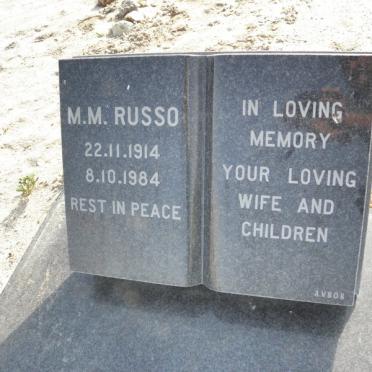 M.M. RUSSO
22.11.1914
8.10.1984
REST IN PEACE
IN LOVING
MEMORY
YOUR LOVING
WIFE AND
CHILDREN